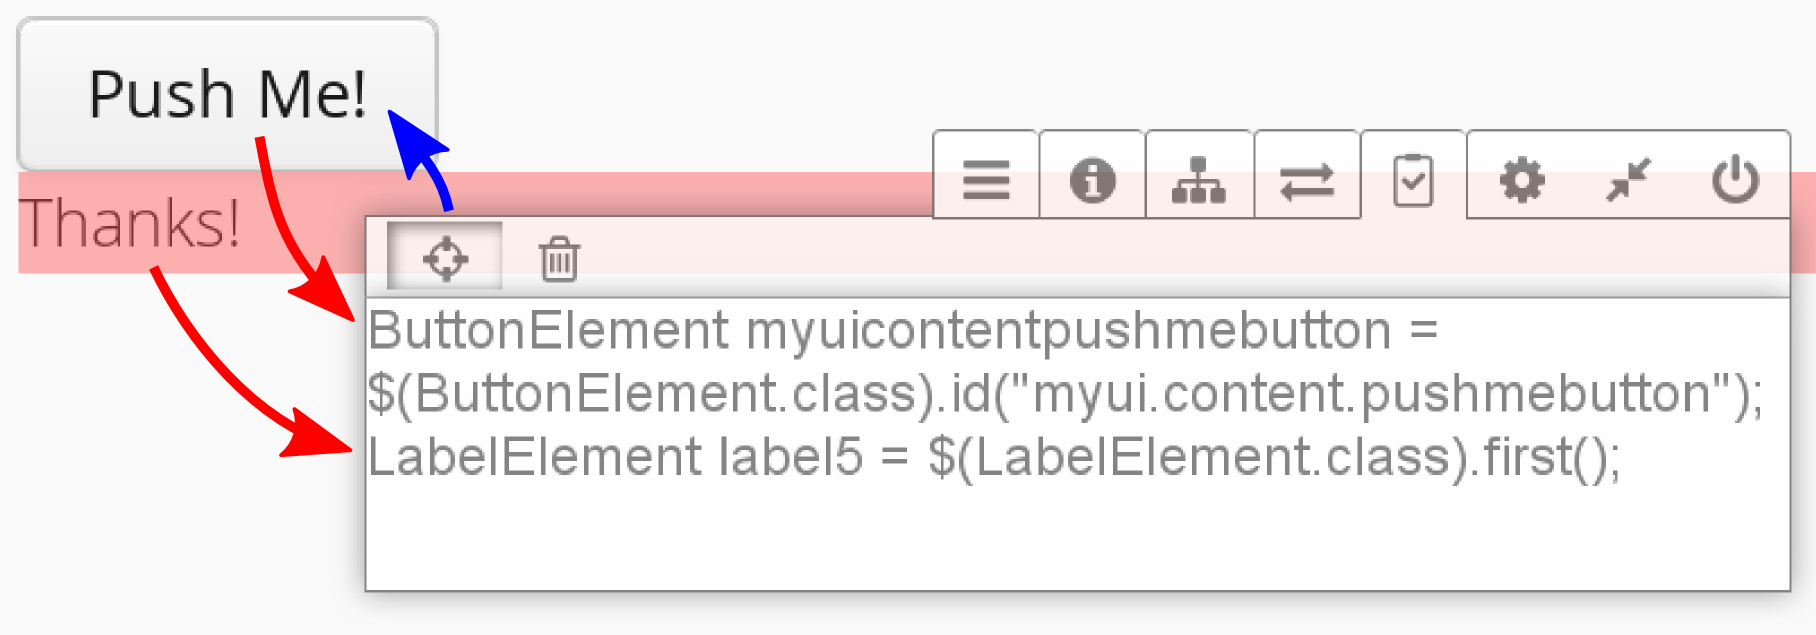 Push Me!
Thanks!
ButtonElement myuicontentpushmebutton =
$(ButtonElement.class).id("myui.content.pushmebutton");
LabelElement label5 = $(LabelElement.class).first();